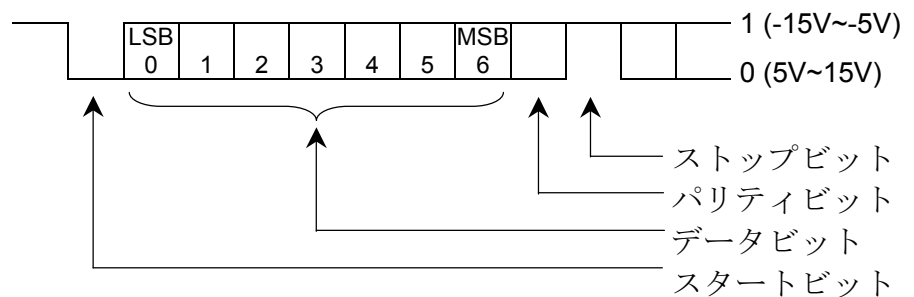 LSB MSB 1 (-15V~-5V)
0 1 2 3 4 5 6 0 (5V~15V)
ストップビット
パリティビット
データビット
スタートビット